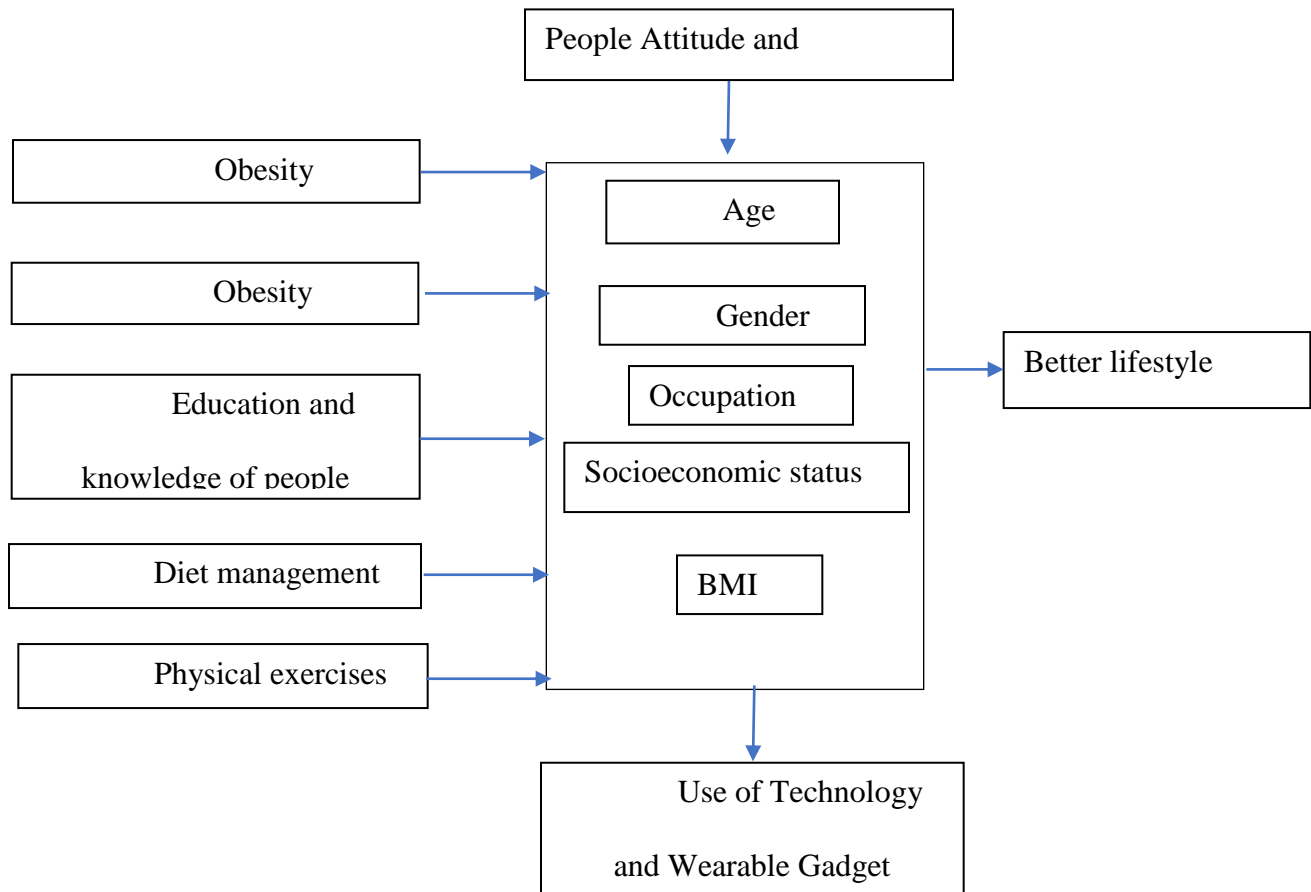 People Attitude and
Obesity
Age
Obesity
Gender
Better lifestyle
Occupation
Education and
knowledge of people
Socioeconomic status
Diet management
BMI
Physical exercises
Use of Technology
and Wearable Gadget